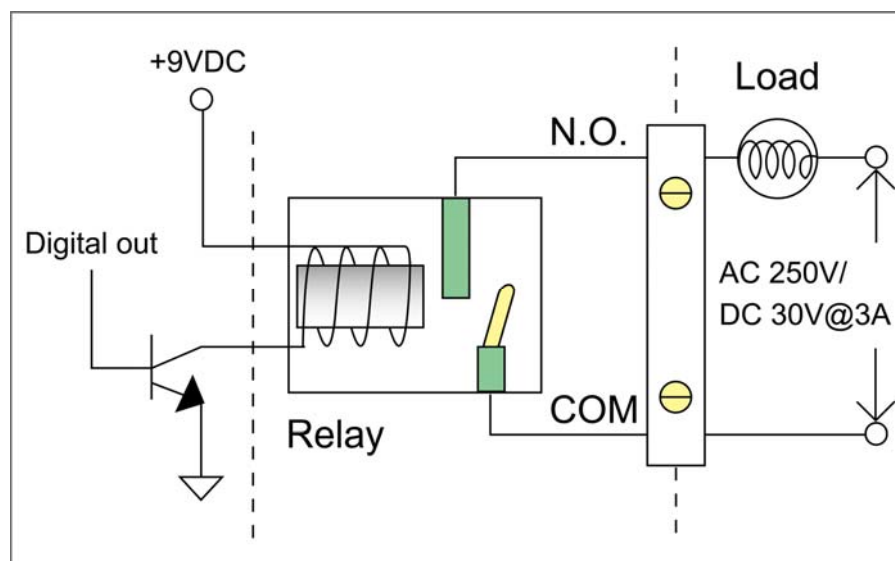 +9VDC
Load
N.O.
Digital out
AC 250V/
DC 30V@3A
COM
Relay